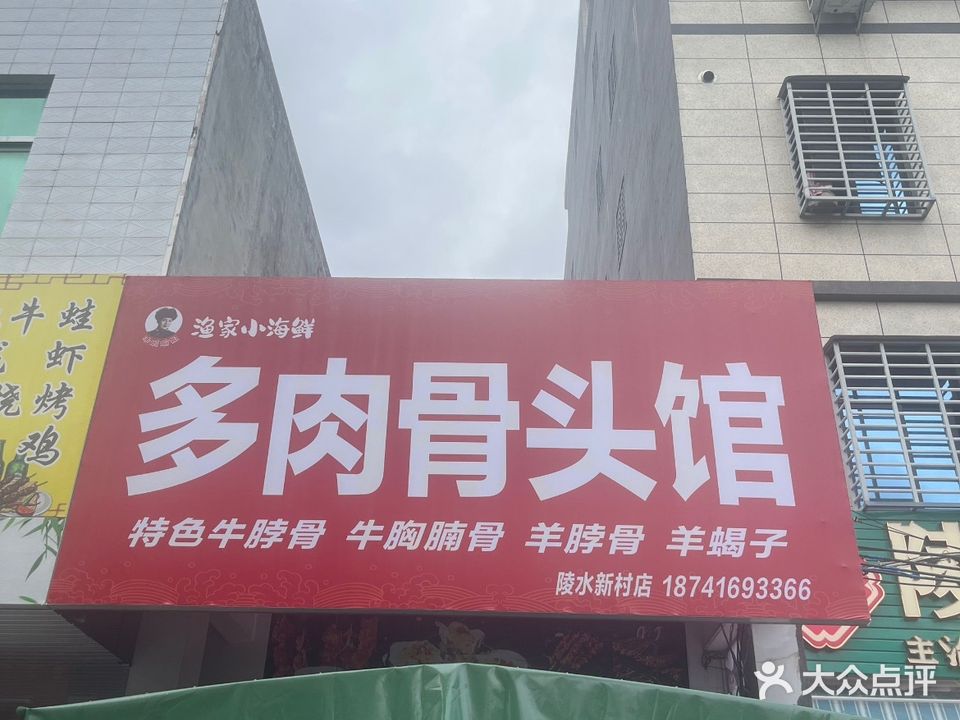 渔家小海鲜
多肉骨头馆
特色牛脖骨 牛胸腩骨 羊脖骨 羊蝎子
陵水新村店 18741693366
牛蛙
虾
烧烤
鸡
主
大众点评